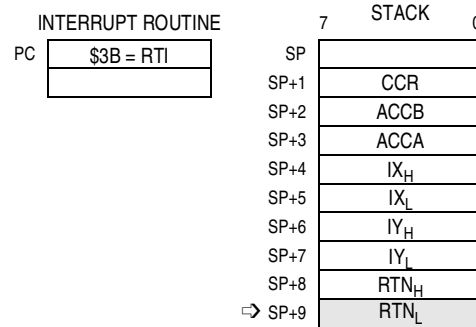 INTERRUPT ROUTINE
PC $3B = RTI
STACK
7 0
SP
SP+1 CCR
SP+2 ACCB
SP+3 ACCA
SP+4 IXH
SP+5 IXL
SP+6 IYH
SP+7 IYL
SP+8 RTNH
➩ SP+9 RTNL